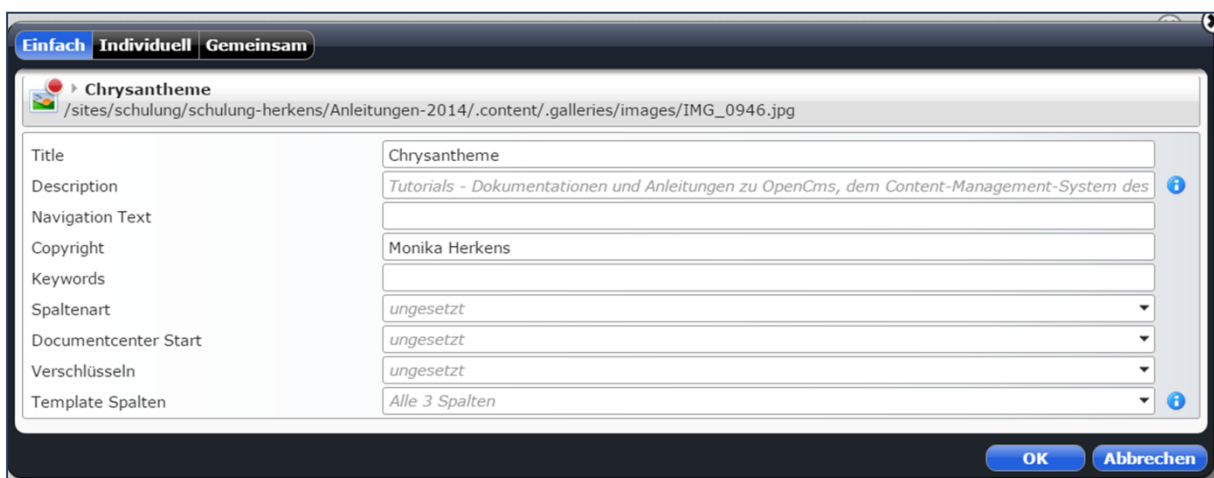 Einfach Individuell Gemeinsam
Chrysantheme
/sites/schulung/schulung-herkens/Anleitungen-2014/.content/.galleries/images/IMG_0946.jpg
Title Chrysantheme
Description Tutorials - Dokumentationen und Anleitungen zu OpenCms, dem Content-Management-System des
Navigation Text
Copyright Monika Herkens
Keywords
Spaltenart ungesetzt
Documentcenter Start ungesetzt
Verschlüsseln ungesetzt
Template Spalten Alle 3 Spalten
OK Abbrechen